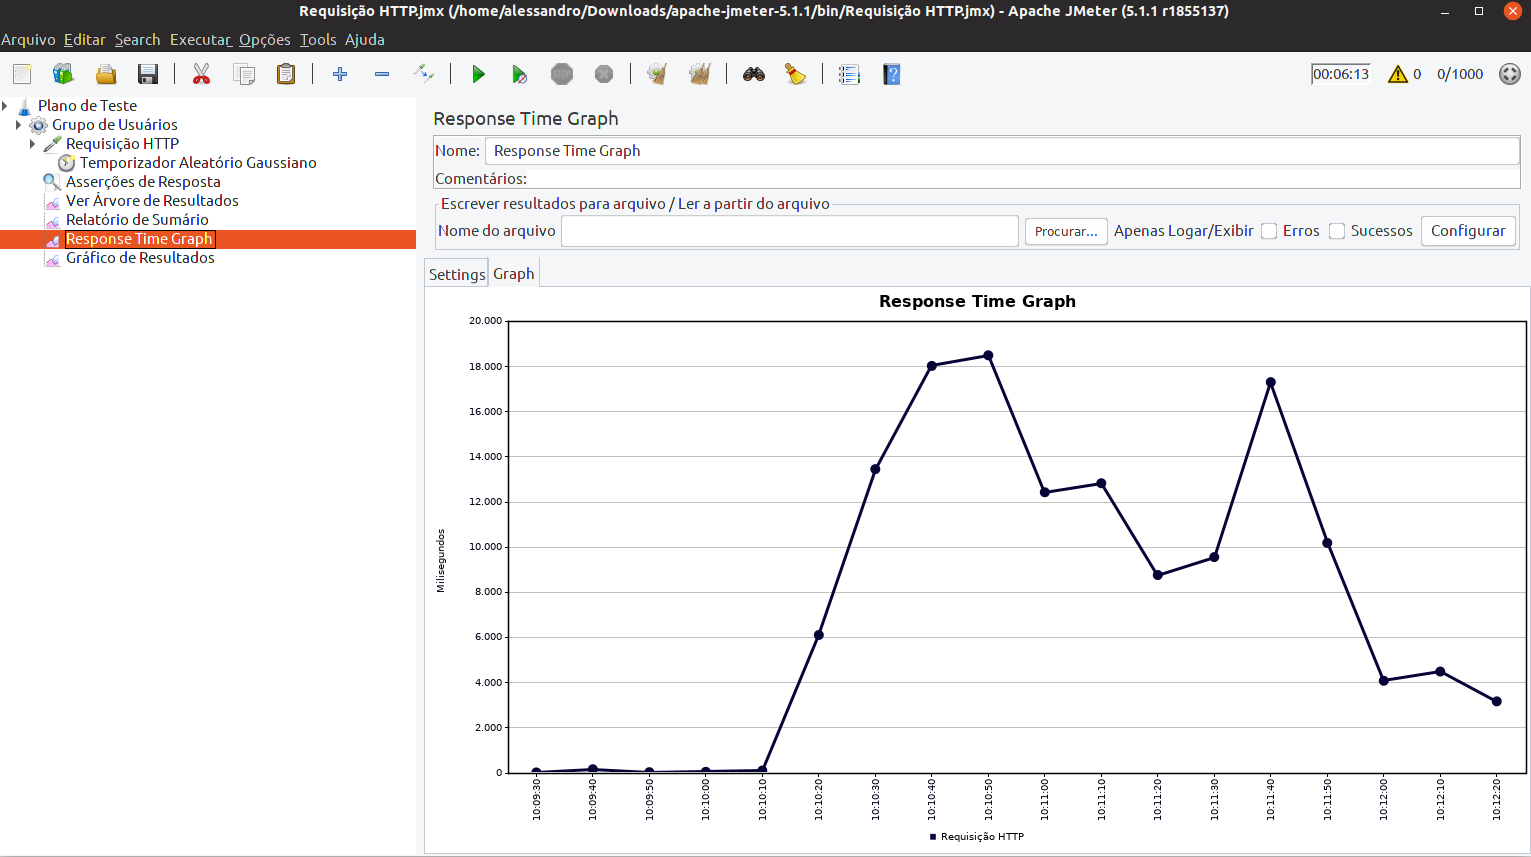 Requisição HTTP.jmx (/home/alessandro/Downloads/apache-jmeter-5.1.1/bin/Requisição HTTP.jmx) - Apache JMeter (5.1.1 r1855137)
Arquivo Editar Search Executar Opções Tools Ajuda
STOP
00:06:13 0 0/1000
Plano de Teste
Grupo de Usuários
Requisição HTTP
Temporizador Aleatório Gaussiano
Asserções de Resposta
Ver Árvore de Resultados
Relatório de Sumário
Response Time Graph
Gráfico de Resultados
Response Time Graph
Nome: Response Time Graph
Comentários:
Escrever resultados para arquivo / Ler a partir do arquivo
Nome do arquivo Procurar... Apenas Logar/Exibir Erros Sucessos Configurar
Settings Graph
Response Time Graph
20.000
18.000
16.000
14.000
12.000
10.000
8.000
6.000
4.000
2.000
0
Milisegundos
10:09:30 10:09:40 10:09:50 10:10:00 10:10:10 10:10:20 10:10:30 10:10:40 10:10:50 10:11:00 10:11:10 10:11:20 10:11:30 10:11:40 10:11:50 10:12:00 10:12:10 10:12:20
Requisição HTTP